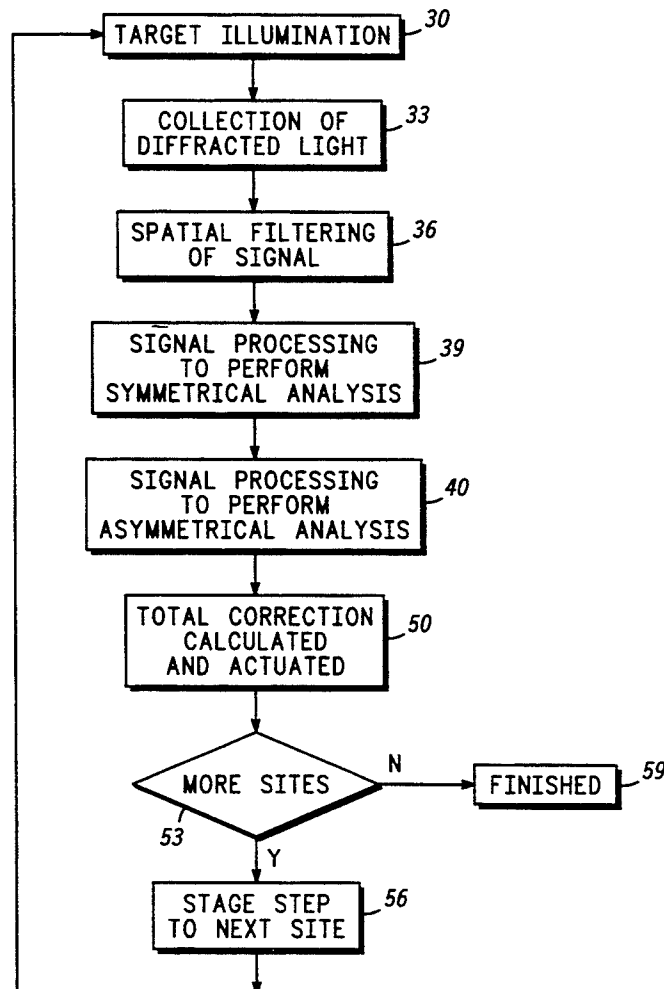 TARGET ILLUMINATION
30
COLLECTION OF
DIFFRACTED LIGHT
33
SPATIAL FILTERING
OF SIGNAL
36
SIGNAL PROCESSING
TO PERFORM
SYMMETRICAL ANALYSIS
39
SIGNAL PROCESSING
TO PERFORM
ASYMMETRICAL ANALYSIS
40
TOTAL CORRECTION
CALCULATED
AND ACTUATED
50
MORE SITES
53
N
FINISHED
59
Y
STAGE STEP
TO NEXT SITE
56